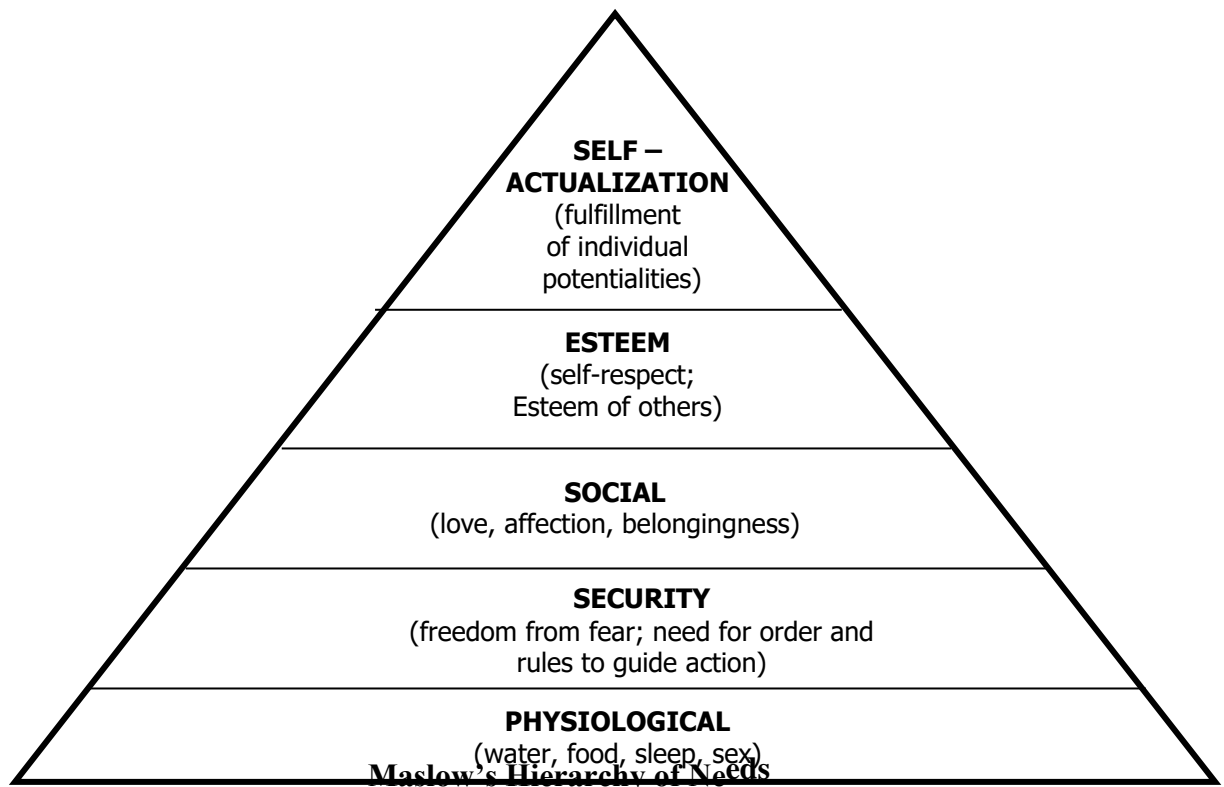 SELF –
ACTUALIZATION
(fulfillment
of individual
potentialities)
ESTEEM
(self-respect;
Esteem of others)
SOCIAL
(love, affection, belongingness)
SECURITY
(freedom from fear; need for order and
rules to guide action)
PHYSIOLOGICAL
(water, food, sleep, sex)
Maslow's Hierarchy of Needs